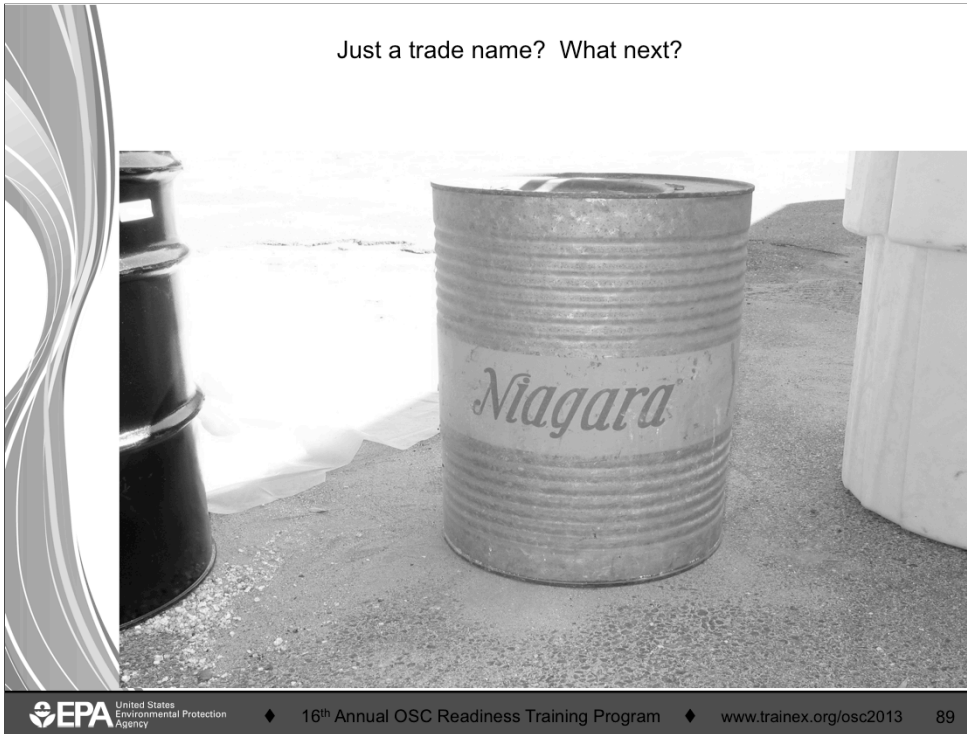 Just a trade name?  What next?
Niagara®
EPA
United States
Environmental Protection
Agency
♦ 16th Annual OSC Readiness Training Program ♦ www.trainex.org/osc2013 89